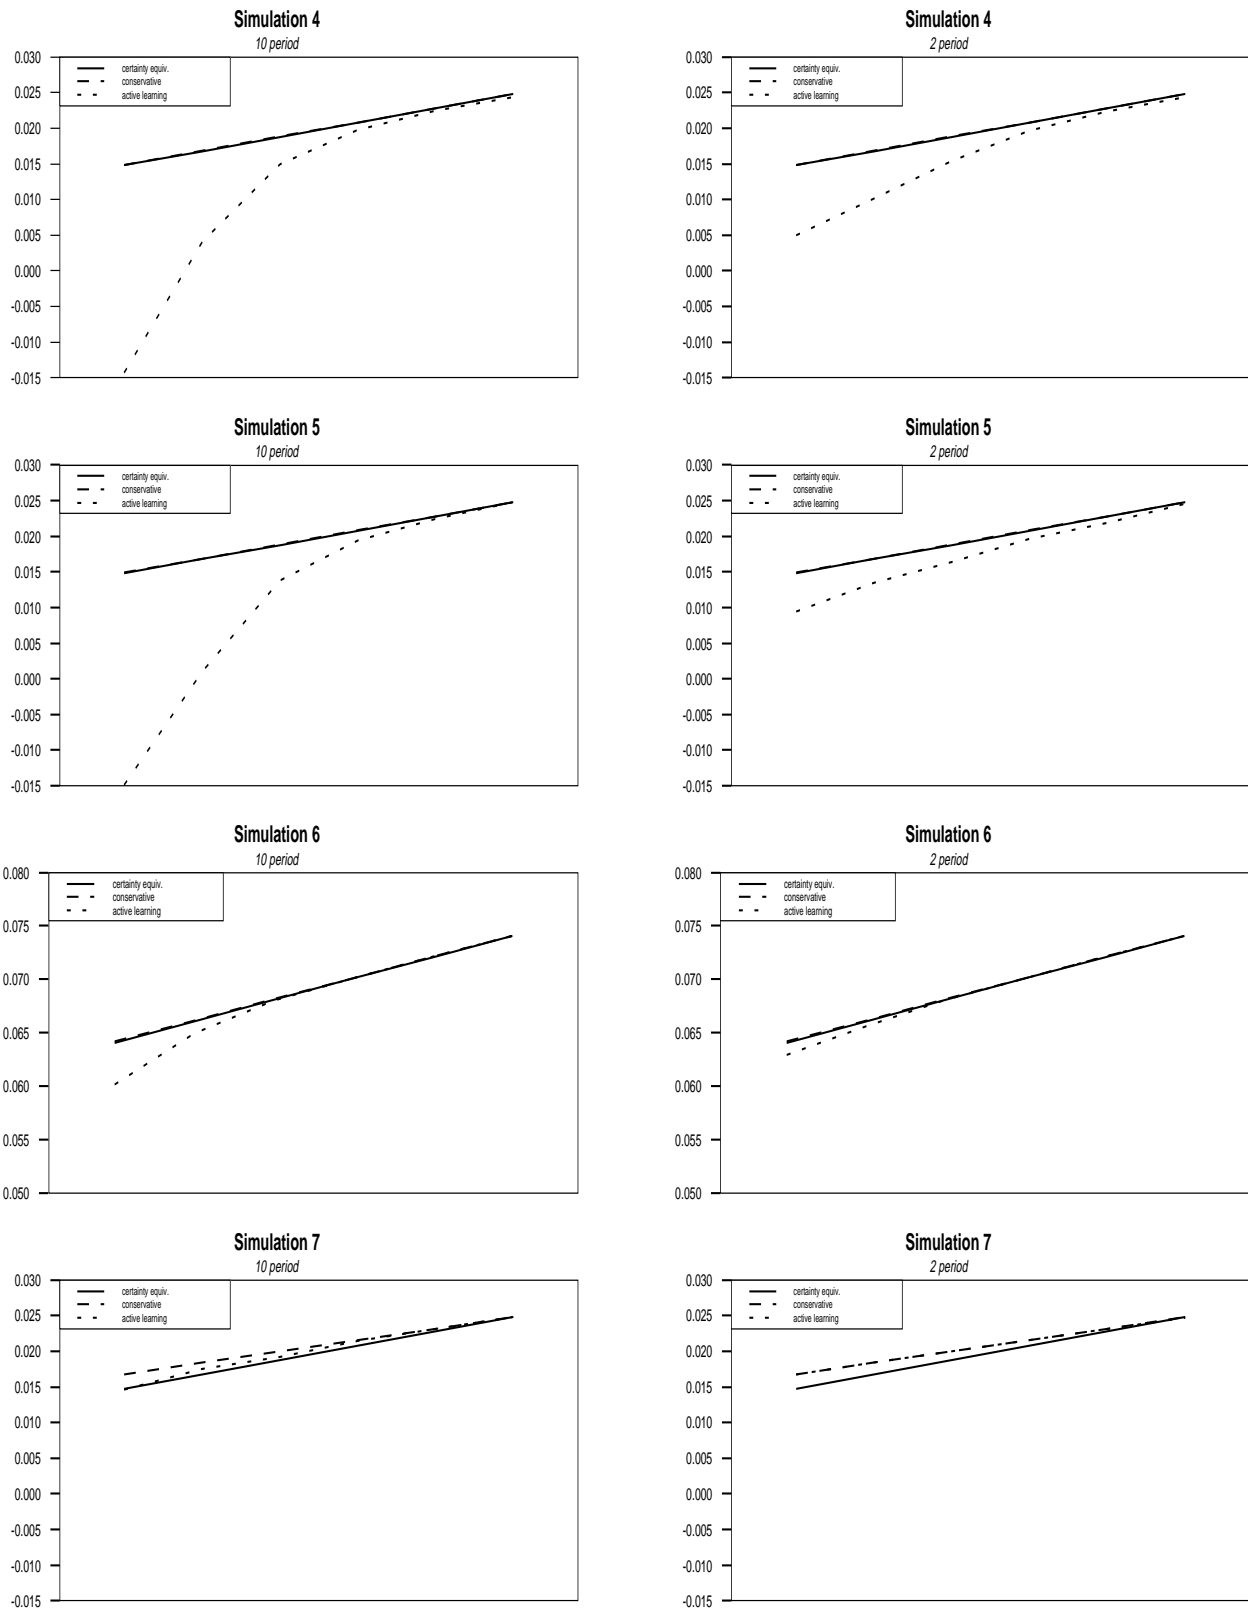 Simulation 4
10 period
0.030
0.025
0.020
0.015
0.010
0.005
0.000
-0.005
-0.010
-0.015
certainty equiv.
conservative
active learning
Simulation 4
2 period
0.030
0.025
0.020
0.015
0.010
0.005
0.000
-0.005
-0.010
-0.015
certainty equiv.
conservative
active learning
Simulation 5
10 period
0.030
0.025
0.020
0.015
0.010
0.005
0.000
-0.005
-0.010
-0.015
certainty equiv.
conservative
active learning
Simulation 5
2 period
0.030
0.025
0.020
0.015
0.010
0.005
0.000
-0.005
-0.010
-0.015
certainty equiv.
conservative
active learning
Simulation 6
10 period
0.080
0.075
0.070
0.065
0.060
0.055
0.050
certainty equiv.
conservative
active learning
Simulation 6
2 period
0.080
0.075
0.070
0.065
0.060
0.055
0.050
certainty equiv.
conservative
active learning
Simulation 7
10 period
0.030
0.025
0.020
0.015
0.010
0.005
0.000
-0.005
-0.010
-0.015
certainty equiv.
conservative
active learning
Simulation 7
2 period
0.030
0.025
0.020
0.015
0.010
0.005
0.000
-0.005
-0.010
-0.015
certainty equiv.
conservative
active learning